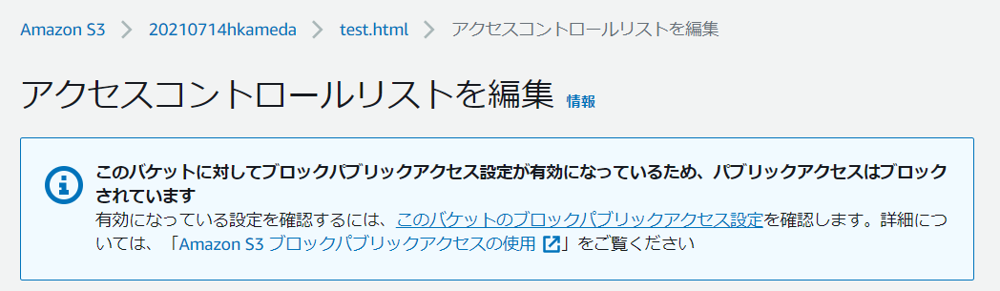 Amazon S3 > 20210714hkameda > test.html > アクセスコントロールリストを編集
アクセスコントロールリストを編集 情報
このバケットに対してブロックパブリックアクセス設定が有効になっているため、パブリックアクセスはブロック
されています
有効になっている設定を確認するには、このバケットのブロックパブリックアクセス設定を確認します。詳細につ
いては、「Amazon S3 ブロックパブリックアクセスの使用 」をご覧ください